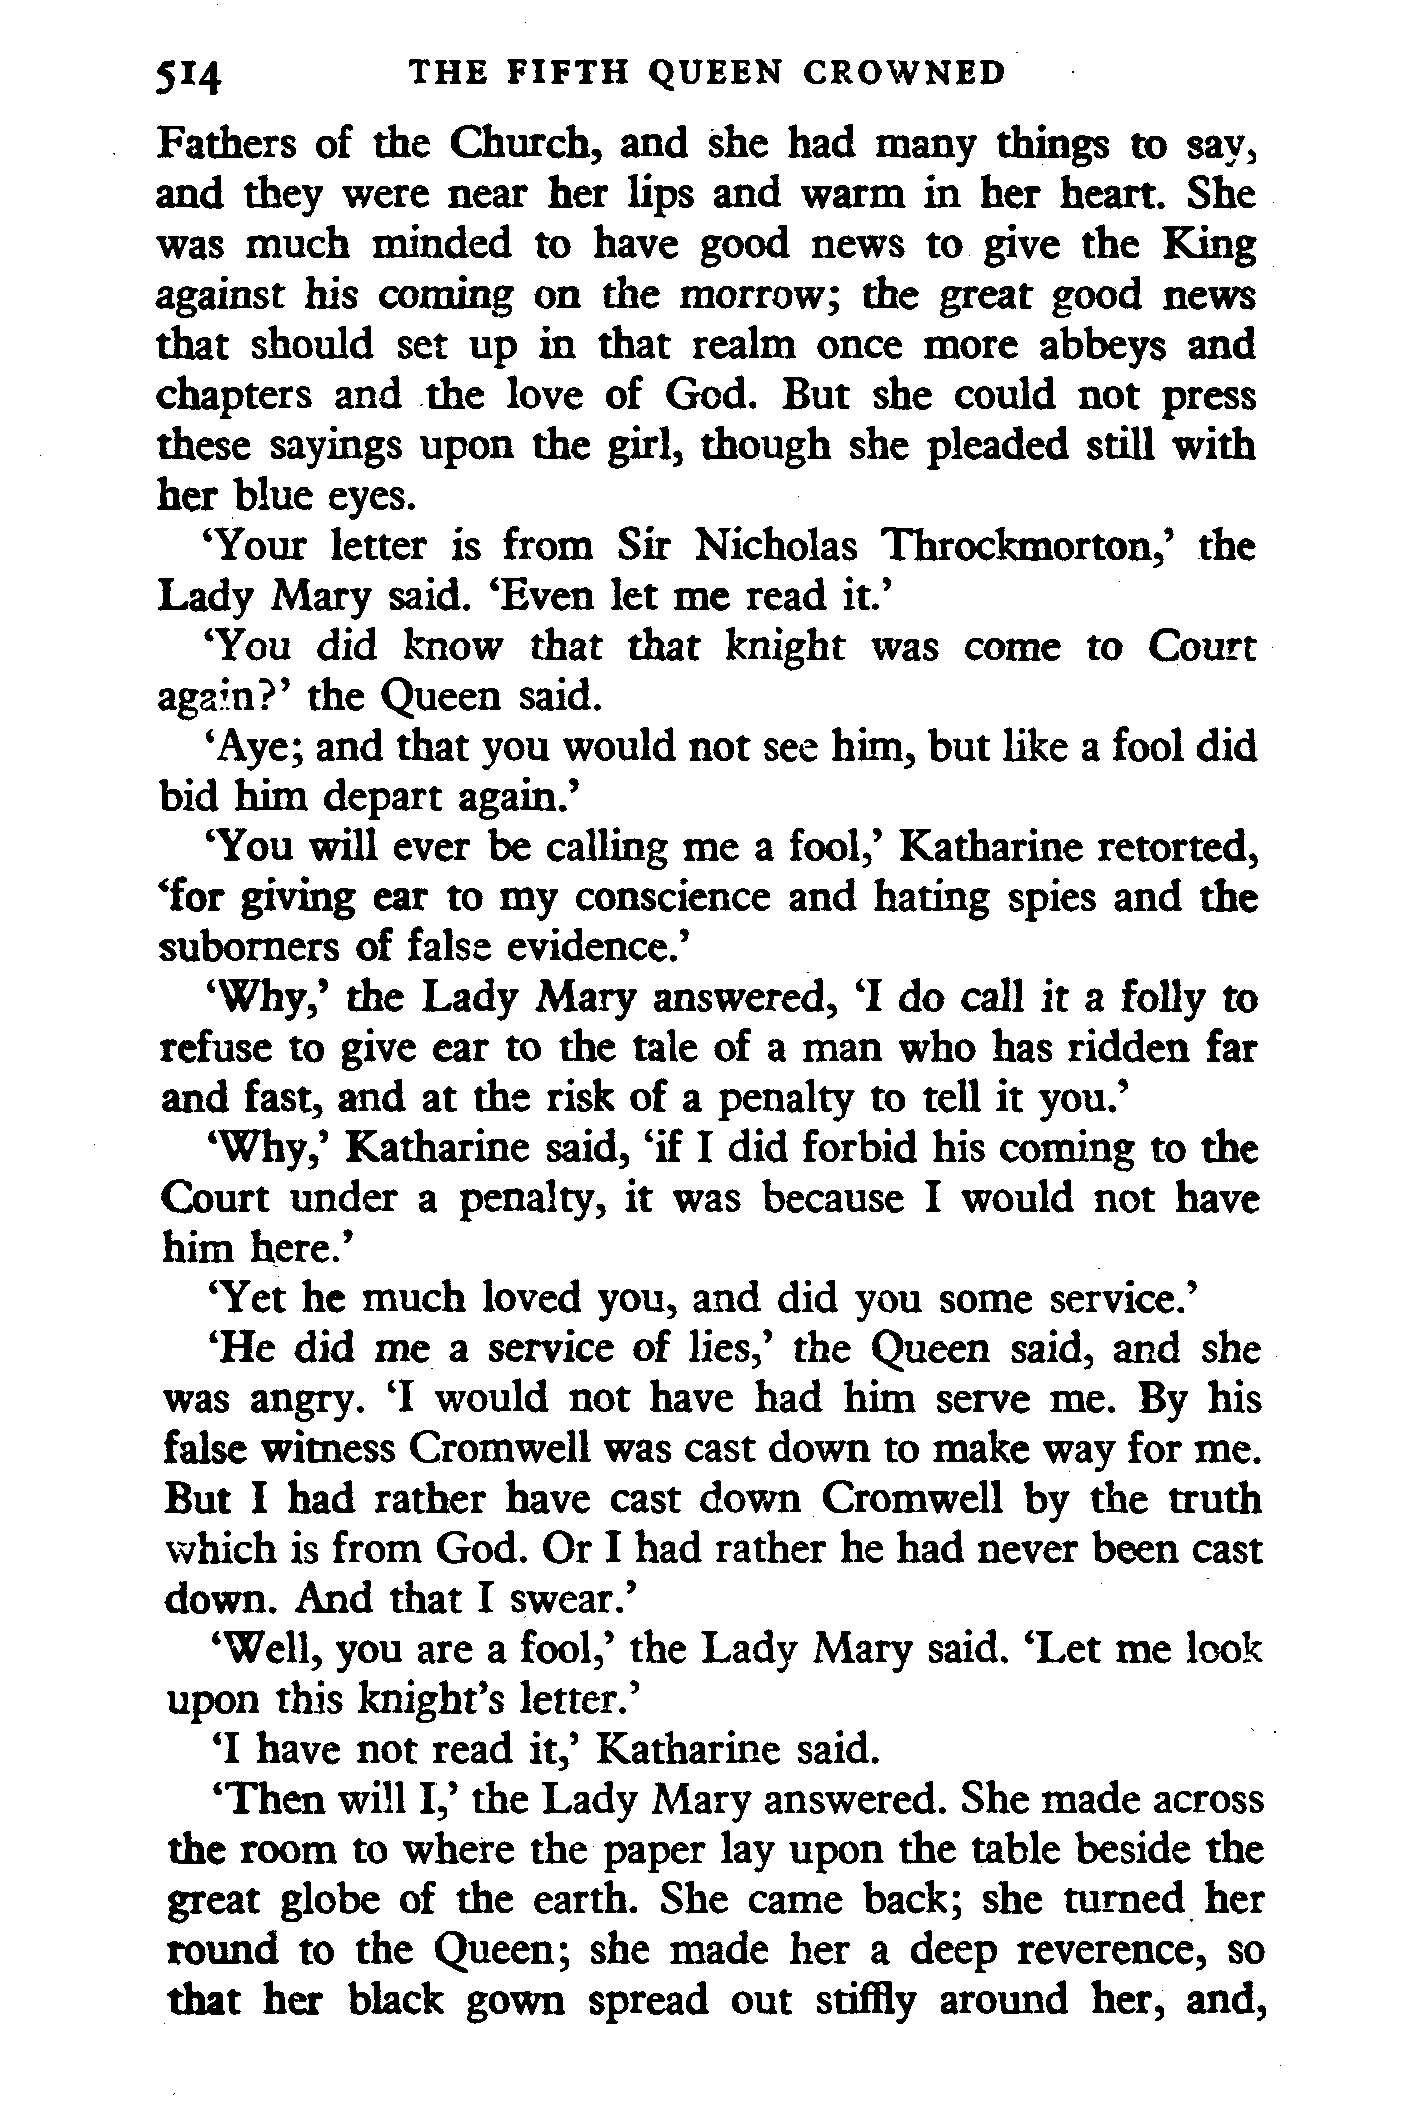 514 THE FIFTH QUEEN CROWNED
Fathers of the Church, and she had many things to say,
and they were near her lips and warm in her heart. She
was much minded to have good news to give the King
against his coming on the morrow; the great good news
that should set up in that realm once more abbeys and
chapters and the love of God. But she could not press
these sayings upon the girl, though she pleaded still with
her blue eyes.
‘Your letter is from Sir Nicholas Throckmorton,’ the
Lady Mary said. ‘Even let me read it.’
‘You did know that that knight was come to Court
again?’ the Queen said.
‘Aye; and that you would not see him, but like a fool did
bid him depart again.’
‘You will ever be calling me a fool,’ Katharine retorted,
‘for giving ear to my conscience and hating spies and the
suborners of false evidence.’
‘Why,’ the Lady Mary answered, ‘I do call it a folly to
refuse to give ear to the tale of a man who has ridden far
and fast, and at the risk of a penalty to tell it you.’
‘Why,’ Katharine said, ‘if I did forbid his coming to the
Court under a penalty, it was because I would not have
him here.’
‘Yet he much loved you, and did you some service.’
‘He did me a service of lies,’ the Queen said, and she
was angry. ‘I would not have had him serve me. By his
false witness Cromwell was cast down to make way for me.
But I had rather have cast down Cromwell by the truth
which is from God. Or I had rather he had never been cast
down. And that I swear.’
‘Well, you are a fool,’ the Lady Mary said. ‘Let me look
upon this knight’s letter.’
‘I have not read it,’ Katharine said.
‘Then will I,’ the Lady Mary answered. She made across
the room to where the paper lay upon the table beside the
great globe of the earth. She came back; she turned her
round to the Queen; she made her a deep reverence, so
that her black gown spread out stiffly around her, and,